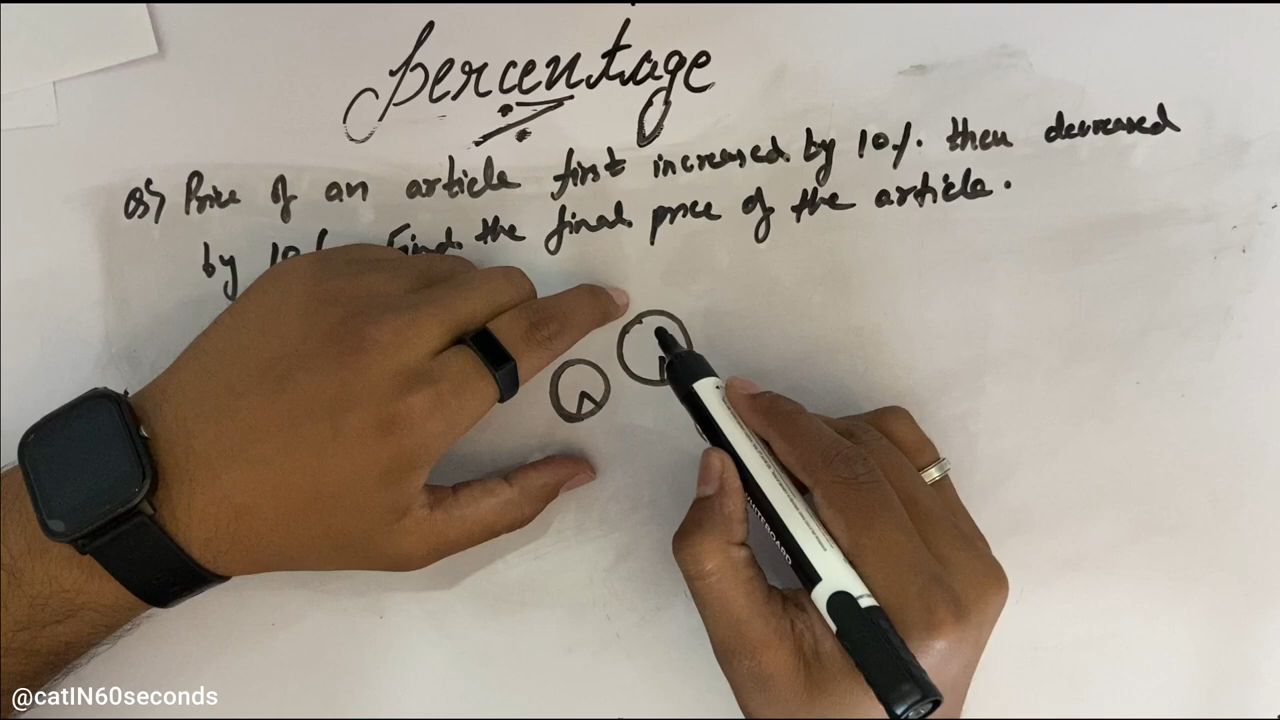 Percentage
Q5) Price of an article first increased by 10%. then decreased
by 10%. Find the final price of the article.
WHITEBOARD
@catIN60seconds